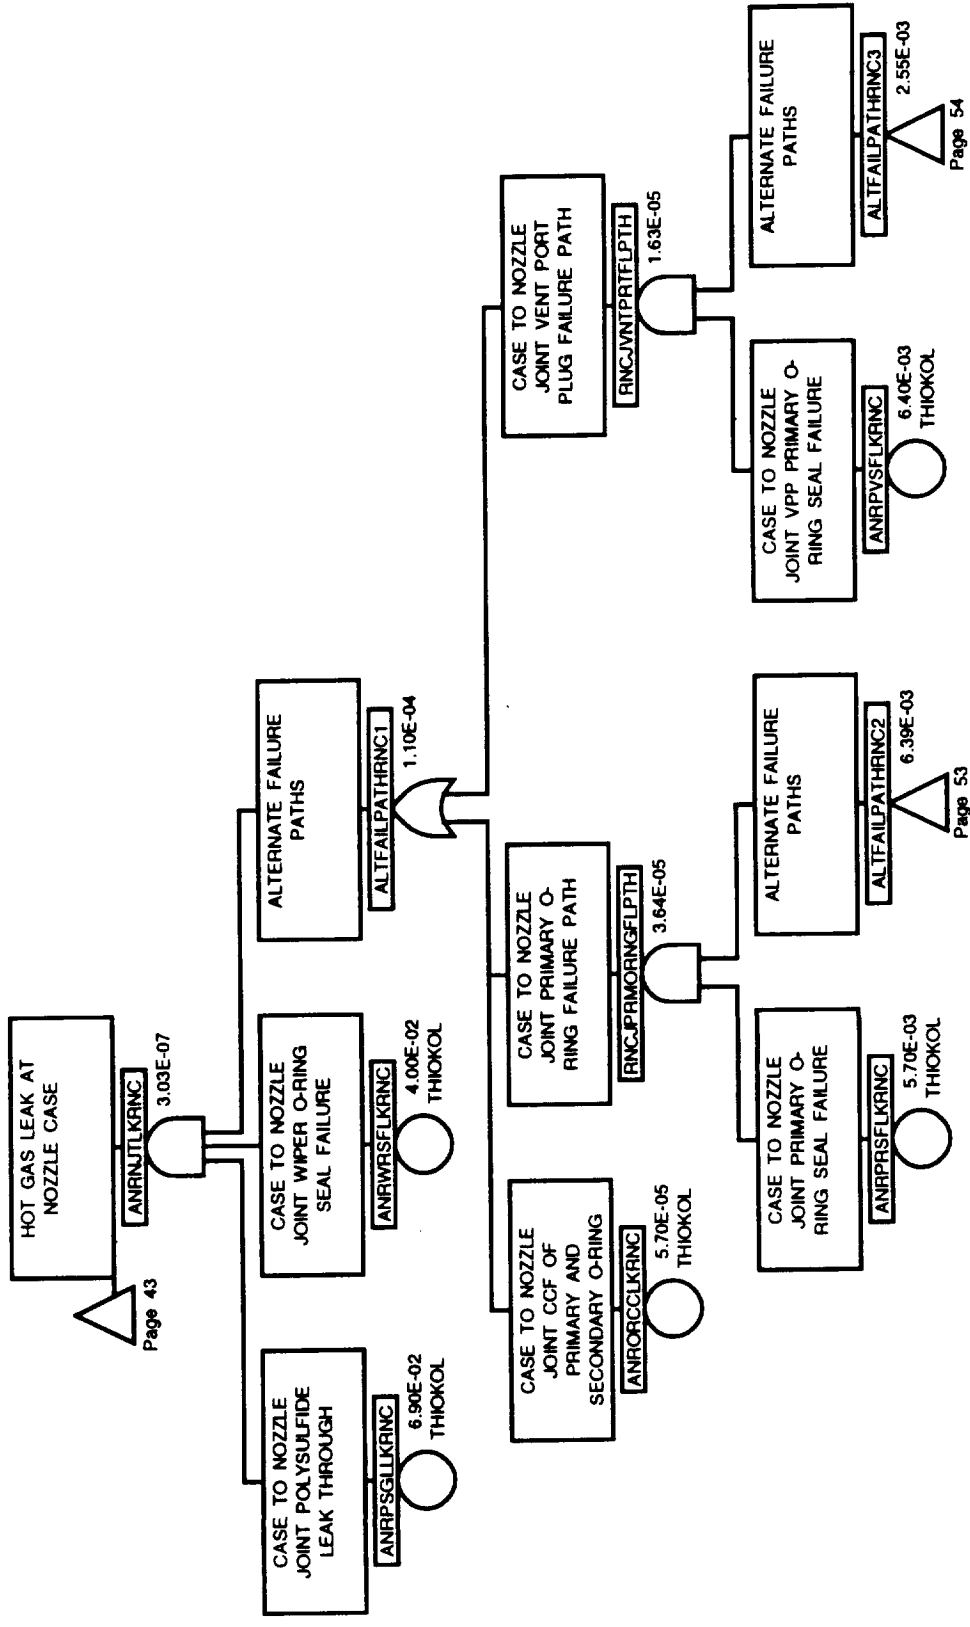 HOT GAS LEAK AT
NOZZLE CASE
ANRNJTLKRNC
3.03E-07
Page 43
CASE TO NOZZLE
JOINT POLYSULFIDE
LEAK THROUGH
ANRPSGLLKRNC
6.90E-02
THIOKOL
CASE TO NOZZLE
JOINT WIPER O-RING
SEAL FAILURE
ANRWRSFLKRNC
4.00E-02
THIOKOL
ALTERNATE FAILURE
PATHS
ALTFAILPATHRNC1
1.10E-04
CASE TO NOZZLE
JOINT CCF OF
PRIMARY AND
SECONDARY O-RING
ANRORCCLKRNC
5.70E-05
THIOKOL
CASE TO NOZZLE
JOINT PRIMARY O-
RING FAILURE PATH
RNCJPRMORNGFLPTH
3.64E-05
CASE TO NOZZLE
JOINT VENT PORT
PLUG FAILURE PATH
RNCJVNTPRTFLPTH
1.63E-05
CASE TO NOZZLE
JOINT PRIMARY O-
RING SEAL FAILURE
ANRPRSFLKRNC
5.70E-03
THIOKOL
ALTERNATE FAILURE
PATHS
ALTFAILPATHRNC2
6.39E-03
Page 53
CASE TO NOZZLE
JOINT VPP PRIMARY O-
RING SEAL FAILURE
ANRPVSFLKRNC
6.40E-03
THIOKOL
ALTERNATE FAILURE
PATHS
ALTFAILPATHRNC3
2.55E-03
Page 54